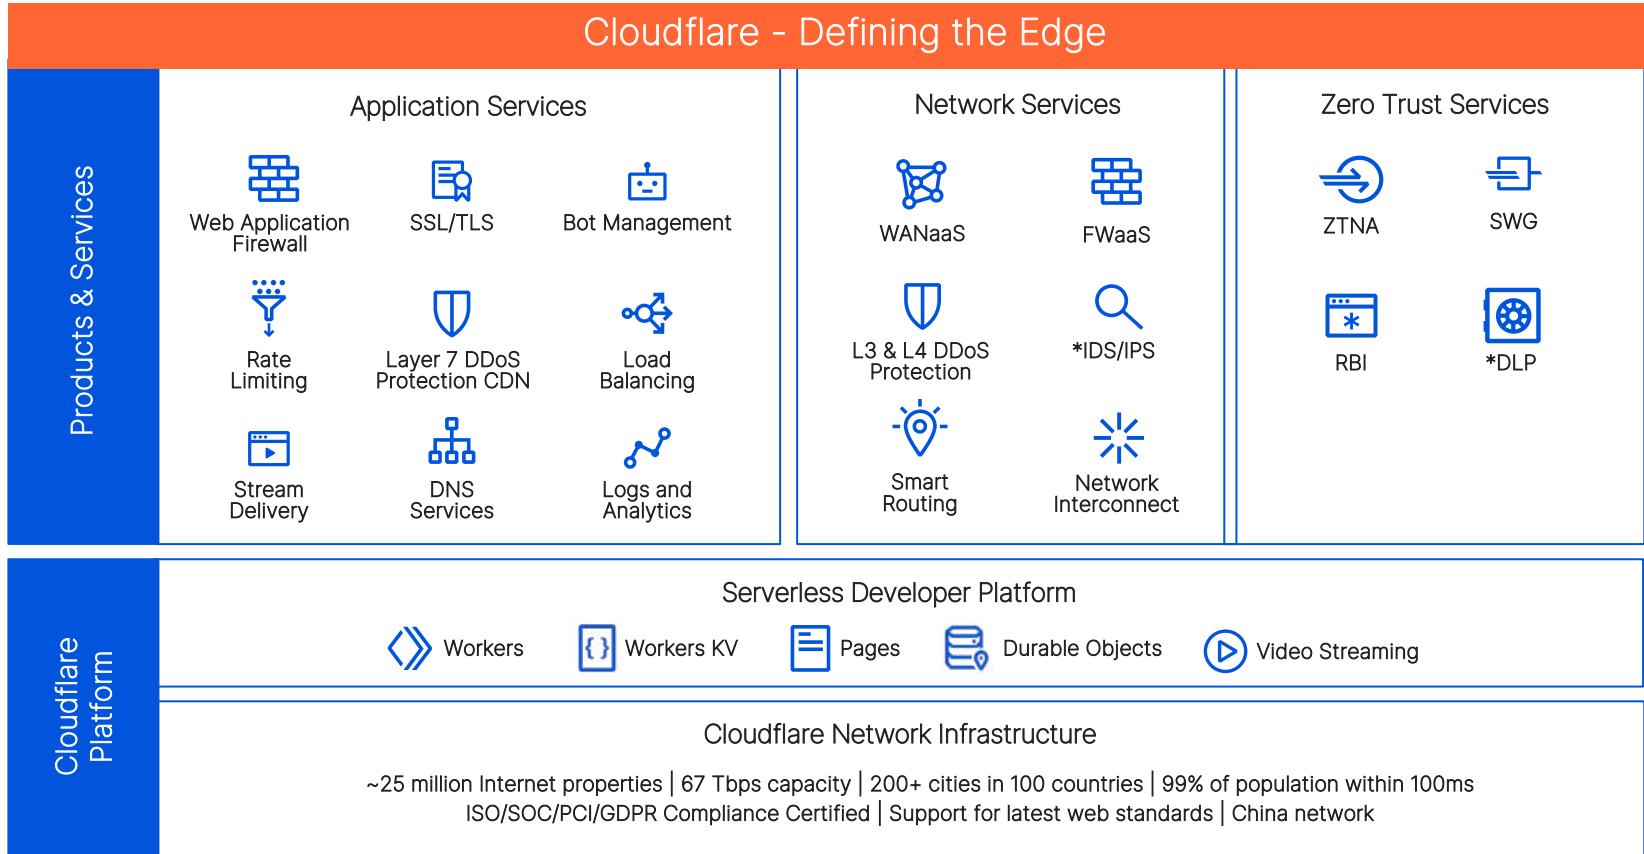 Cloudflare - Defining the Edge
Products & Services
Application Services
Web Application
Firewall
SSL/TLS
Bot Management
Rate
Limiting
Layer 7 DDoS
Protection CDN
Load
Balancing
Stream
Delivery
DNS
Services
Logs and
Analytics
Network Services
WANaaS
FWaaS
L3 & L4 DDoS
Protection
*IDS/IPS
Smart
Routing
Network
Interconnect
Zero Trust Services
ZTNA
SWG
RBI
*DLP
Cloudflare
Platform
Serverless Developer Platform
Workers
Workers KV
Pages
Durable Objects
Video Streaming
Cloudflare Network Infrastructure
~25 million Internet properties | 67 Tbps capacity | 200+ cities in 100 countries | 99% of population within 100ms
ISO/SOC/PCI/GDPR Compliance Certified | Support for latest web standards | China network